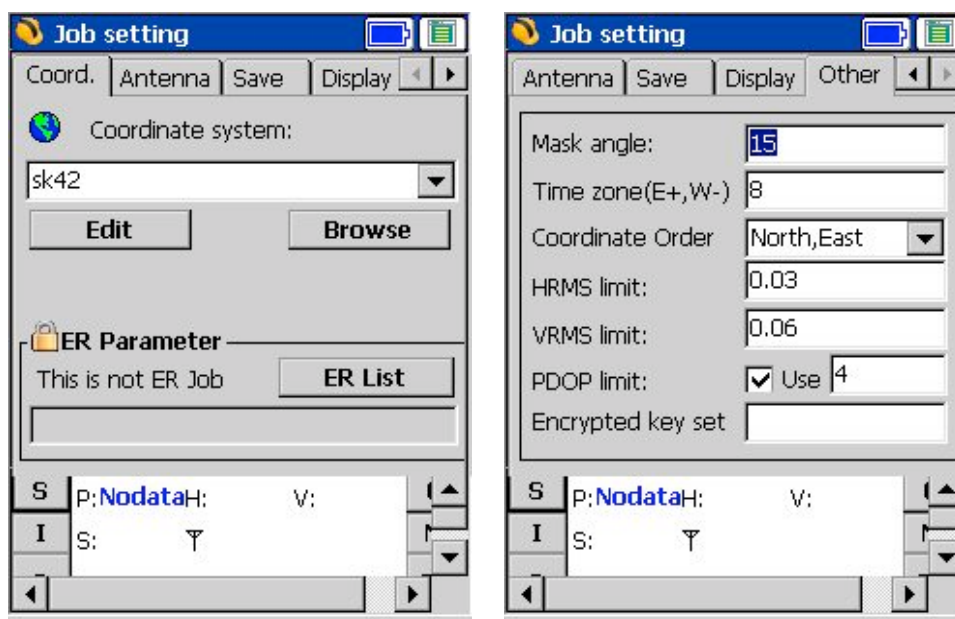 Job setting
Coord. Antenna Save Display
Coordinate system:
sk42
Edit Browse
ER Parameter
This is not ER Job ER List
S P:NodataH: V:
I S:
Job setting
Antenna Save Display Other
Mask angle: 15
Time zone(E+,W-) 8
Coordinate Order North,East
HRMS limit: 0.03
VRMS limit: 0.06
PDOP limit: Use 4
Encrypted key set
S P:NodataH: V:
I S: